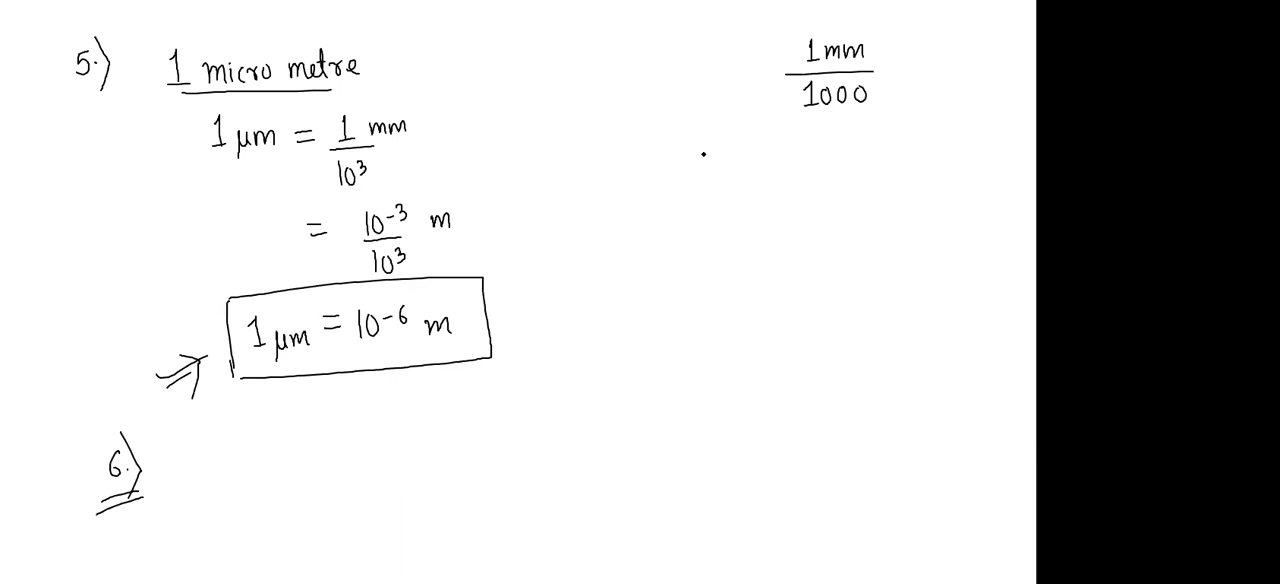 5.) 1 micro metre
1 μm = 1/10³ mm
= 10⁻³/10³ m
1 μm = 10⁻⁶ m
6.)
1mm/1000